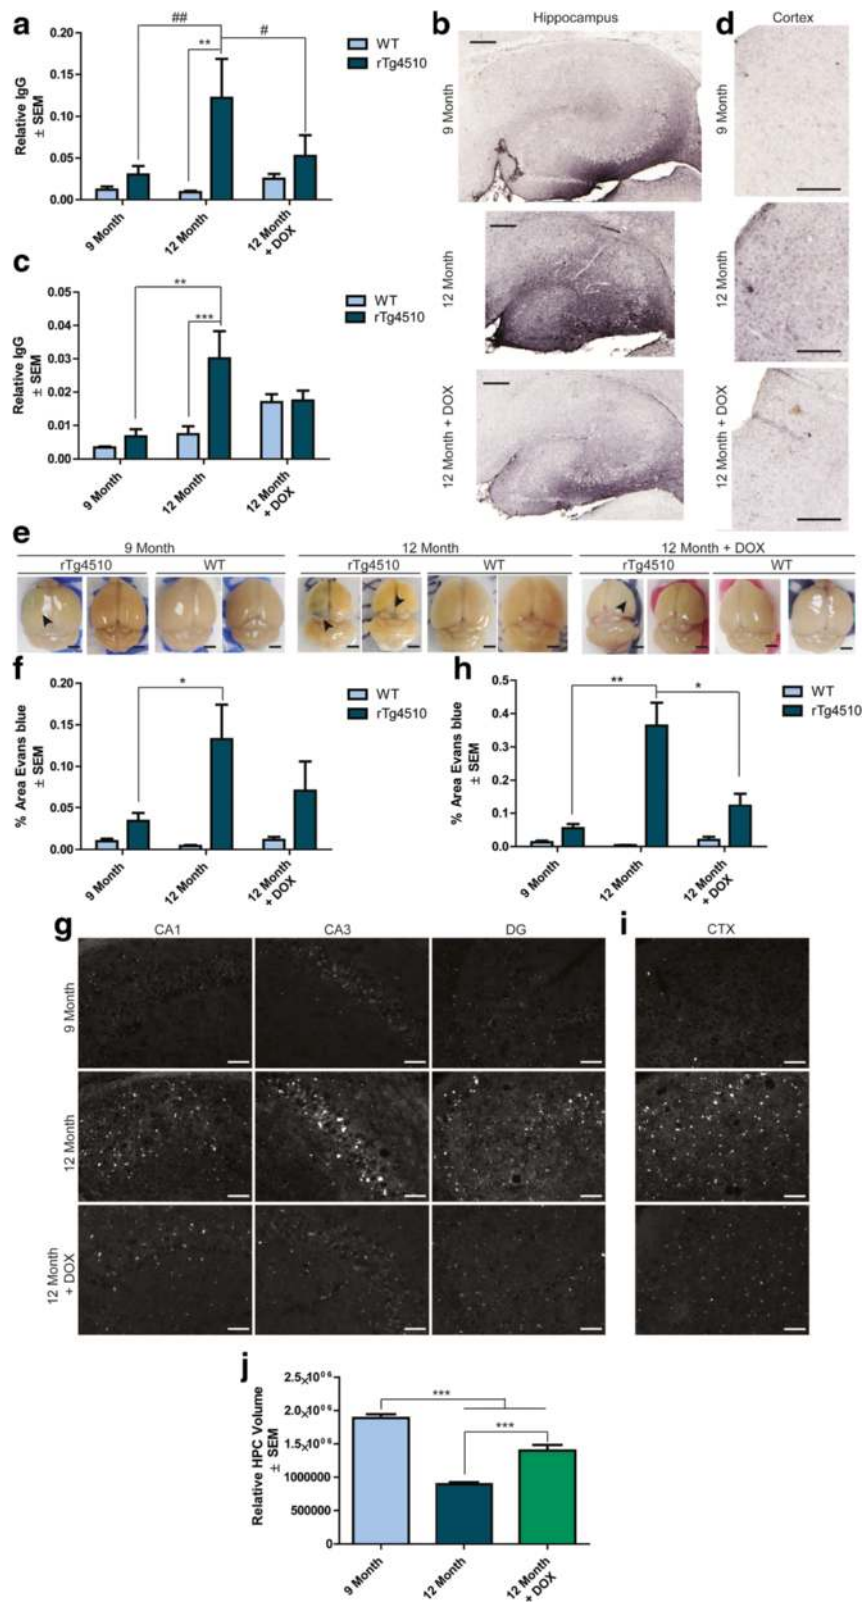 a
##
#
**
0.20
0.15
0.10
0.05
0.00
Relative IgG
± SEM
WT
rTg4510
9 Month
12 Month
12 Month
+ DOX
b
Hippocampus
9 Month
12 Month
12 Month + DOX
d
Cortex
9 Month
12 Month
12 Month + DOX
c
**
***
0.05
0.04
0.03
0.02
0.01
0.00
Relative IgG
± SEM
WT
rTg4510
9 Month
12 Month
12 Month
+ DOX
e
9 Month
12 Month
12 Month + DOX
rTg4510
WT
rTg4510
WT
rTg4510
WT
f
*
0.20
0.15
0.10
0.05
0.00
% Area Evans blue
± SEM
WT
rTg4510
9 Month
12 Month
12 Month
+ DOX
h
**
*
0.5
0.4
0.3
0.2
0.1
0.0
% Area Evans blue
± SEM
WT
rTg4510
9 Month
12 Month
12 Month
+ DOX
g
CA1
CA3
DG
9 Month
12 Month
12 Month
+ DOX
i
CTX
j
***
***
2.5×10⁰⁶
2.0×10⁰⁶
1.5×10⁰⁶
1000000
500000
0
Relative HPC Volume
± SEM
9 Month
12 Month
12 Month
+ DOX